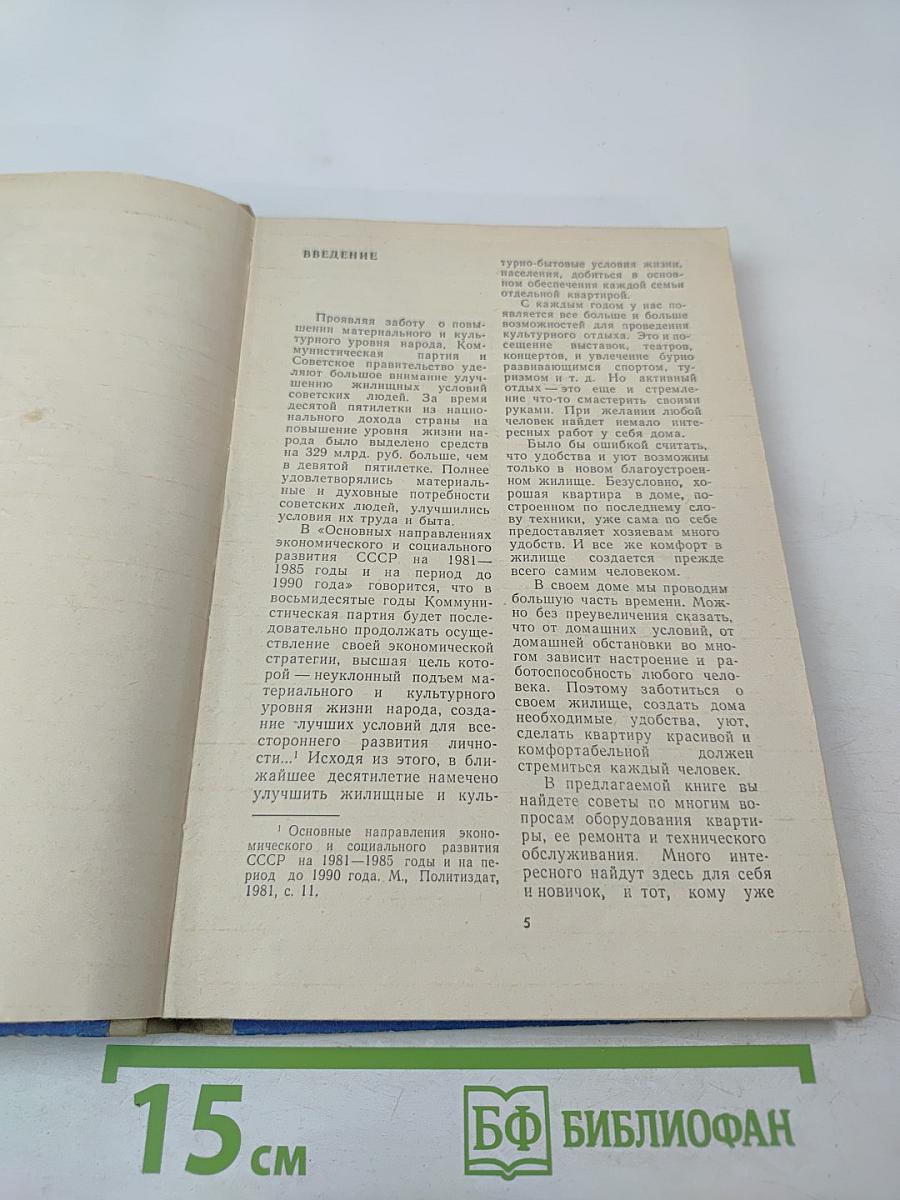 ВВЕДЕНИЕ
Проявляя заботу о повы-
шении материального и куль-
турного уровня народа, Ком-
мунистическая партия и
Советское правительство уде-
ляют большое внимание улуч-
шению жилищных условий
советских людей. За время
десятой пятилетки из нацио-
нального дохода страны на
повышение уровня жизни на-
рода было выделено средств
на 329 млрд. руб. больше, чем
в девятой пятилетке. Полнее
удовлетворялись материаль-
ные и духовные потребности
советских людей, улучшились
условия их труда и быта.
В «Основных направлениях
экономического и социального
развития СССР на 1981—
1985 годы и на период до
1990 года» говорится, что в
восьмидесятые годы Коммуни-
стическая партия будет после-
довательно продолжать осуще-
ствление своей экономической
стратегии, высшая цель кото-
рой — неуклонный подъем ма-
териального и культурного
уровня жизни народа, созда-
ние лучших условий для все-
стороннего развития лично-
сти...¹ Исходя из этого, в бли-
жайшее десятилетие намечено
улучшить жилищные и куль-
¹ Основные направления эконо-
мического и социального развития
СССР на 1981—1985 годы и на пе-
риод до 1990 года. М., Политиздат,
1981, с. 11.
турно-бытовые условия жизни,
населения, добиться в основ-
ном обеспечения каждой семьи
отдельной квартирой.
С каждым годом у нас по-
является все больше и больше
возможностей для проведения
культурного отдыха. Это и по-
сещение выставок, театров,
концертов, и увлечение бурно
развивающимся спортом, ту-
ризмом и т. д. Но активный
отдых — это еще и стремле-
ние что-то смастерить своими
руками. При желании любой
человек найдет немало инте-
ресных работ у себя дома.
Было бы ошибкой считать,
что удобства и уют возможны
только в новом благоустроен-
ном жилище. Безусловно, хо-
рошая квартира в доме, по-
строенном по последнему сло-
ву техники, уже сама по себе
предоставляет хозяевам много
удобств. И все же комфорт в
жилище создается прежде
всего самим человеком.
В своем доме мы проводим
большую часть времени. Мож-
но без преувеличения сказать,
что от домашних условий, от
домашней обстановки во мно-
гом зависит настроение и ра-
ботоспособность любого чело-
века. Поэтому заботиться о
своем жилище, создать дома
необходимые удобства, уют,
сделать квартиру красивой и
комфортабельной должен
стремиться каждый человек.
В предлагаемой книге вы
найдете советы по многим во-
просам оборудования кварти-
ры, ее ремонта и технического
обслуживания. Много инте-
ресного найдут здесь для себя
и новичок, и тот, кому уже
5
15 см
БФ БИБЛИОФАН